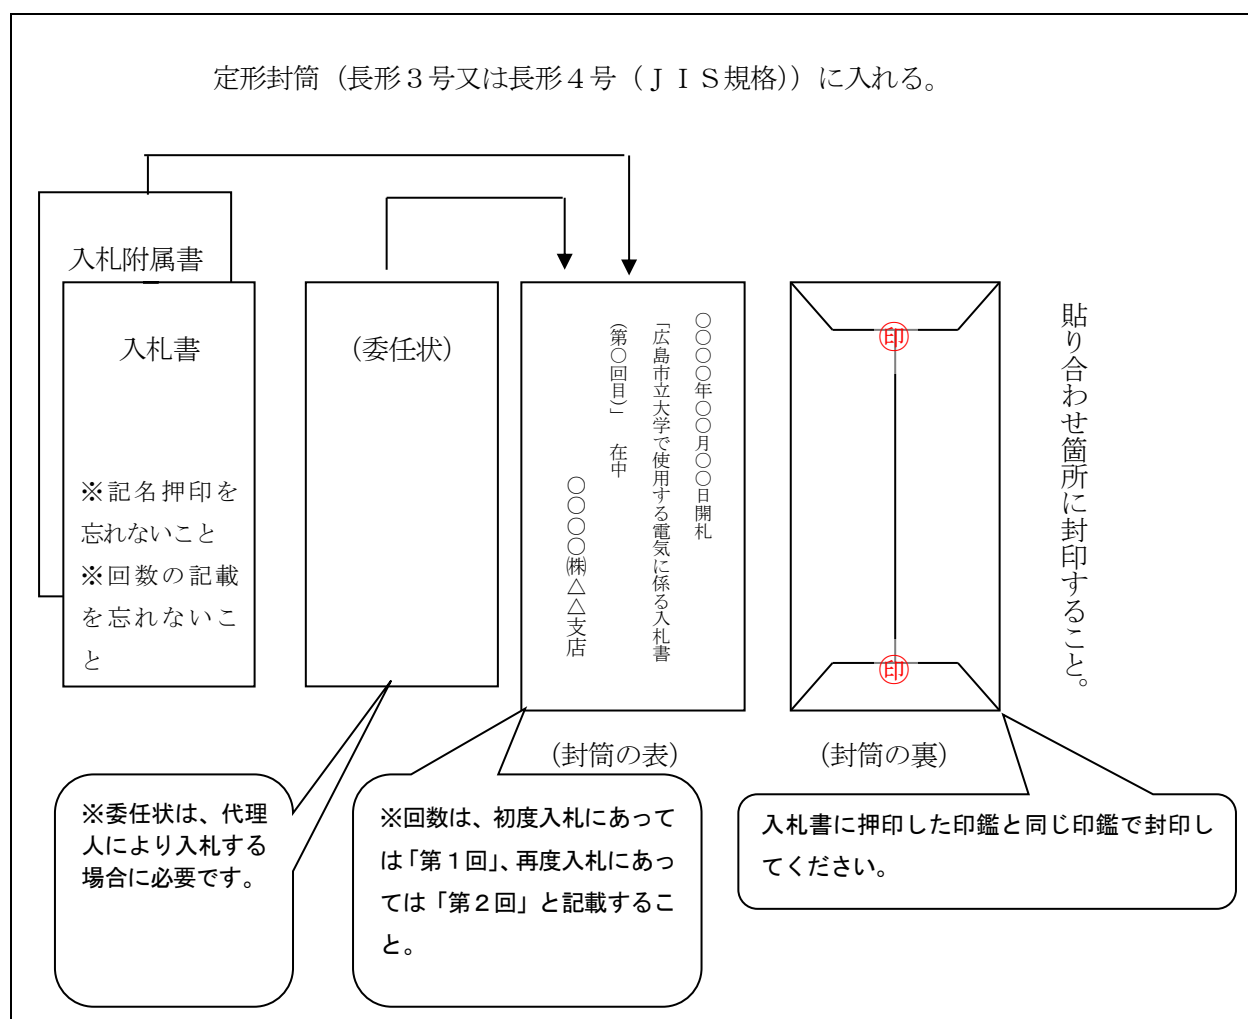 定形封筒（長形３号又は長形４号（ＪＩＳ規格））に入れる。
入札附属書
入札書
※記名押印を
忘れないこと
※回数の記載
を忘れないこ
と
（委任状）
〇〇〇〇年〇〇月〇〇日開札
「広島市立大学で使用する電気に係る入札書
（第〇回目）」　在中
〇〇〇〇㈱△△支店
印
印
貼り合わせ箇所に封印すること。
（封筒の表）
（封筒の裏）
※委任状は、代理
人により入札する
場合に必要です。
※回数は、初度入札にあって
は「第１回」、再度入札にあっ
ては「第２回」と記載するこ
と。
入札書に押印した印鑑と同じ印鑑で封印し
てください。